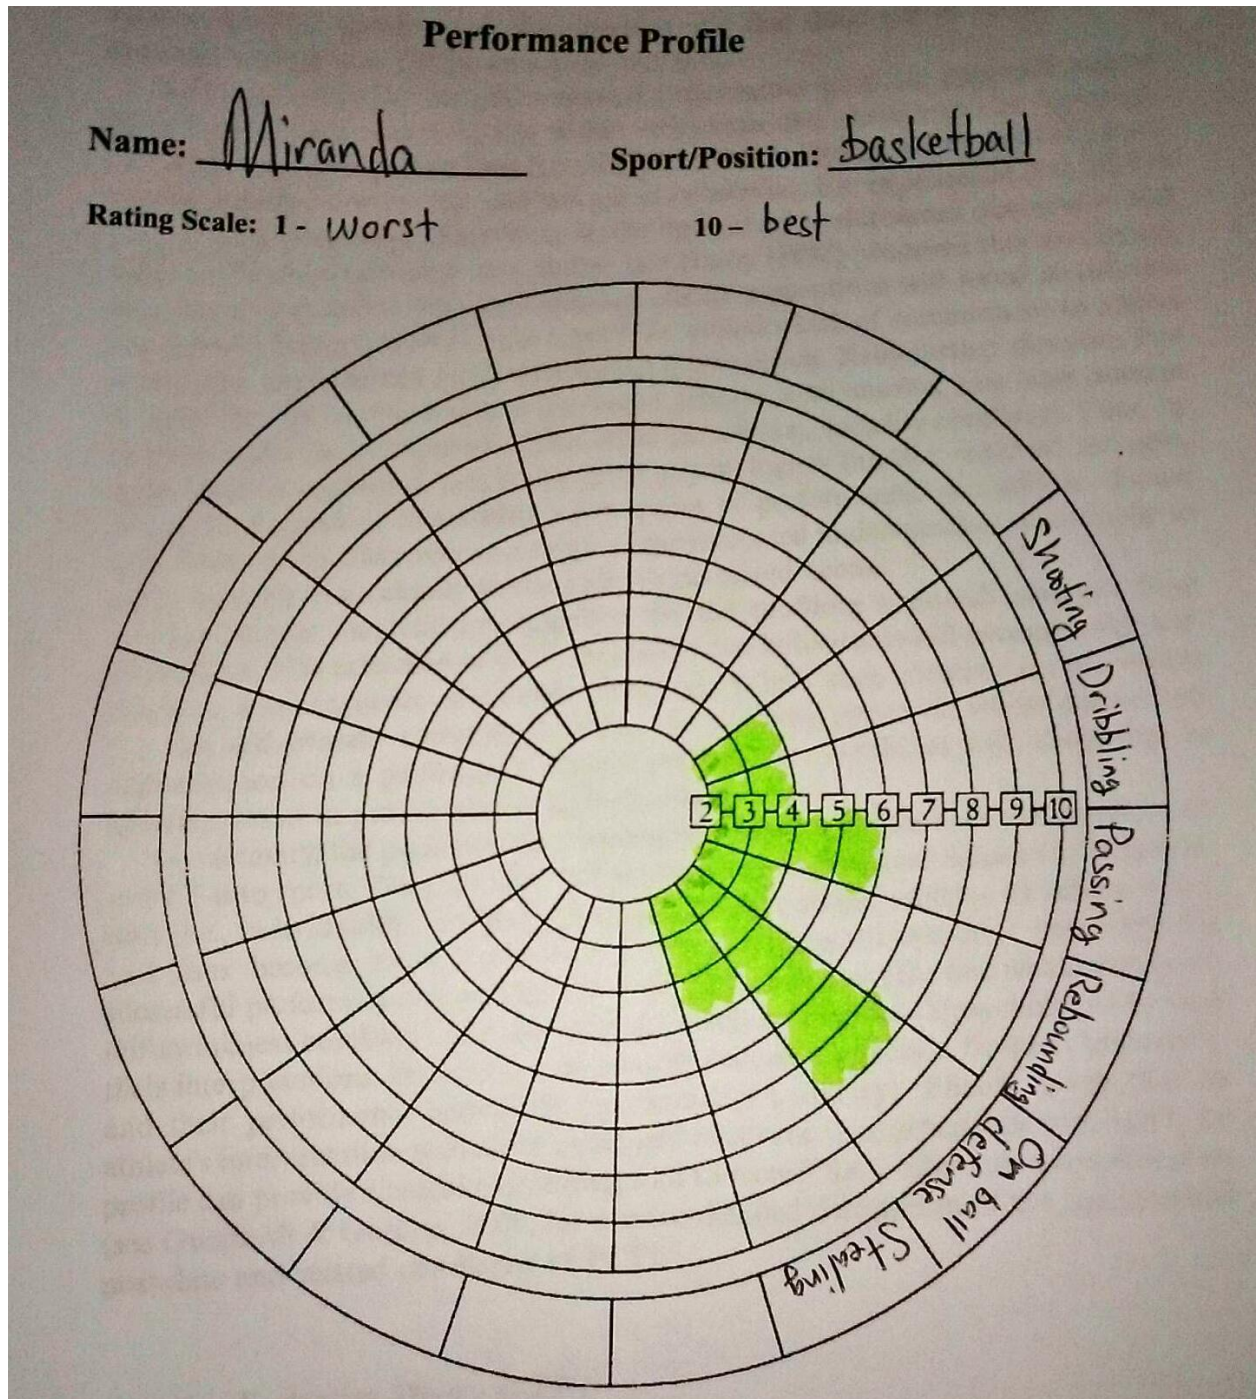 Performance Profile
Name: Miranda
Sport/Position: basketball
Rating Scale: 1 - worst
10 - best
Shooting
Dribbling
2 3 4 5 6 7 8 9 10
Passing
Rebounding
On ball
defense
Stealing